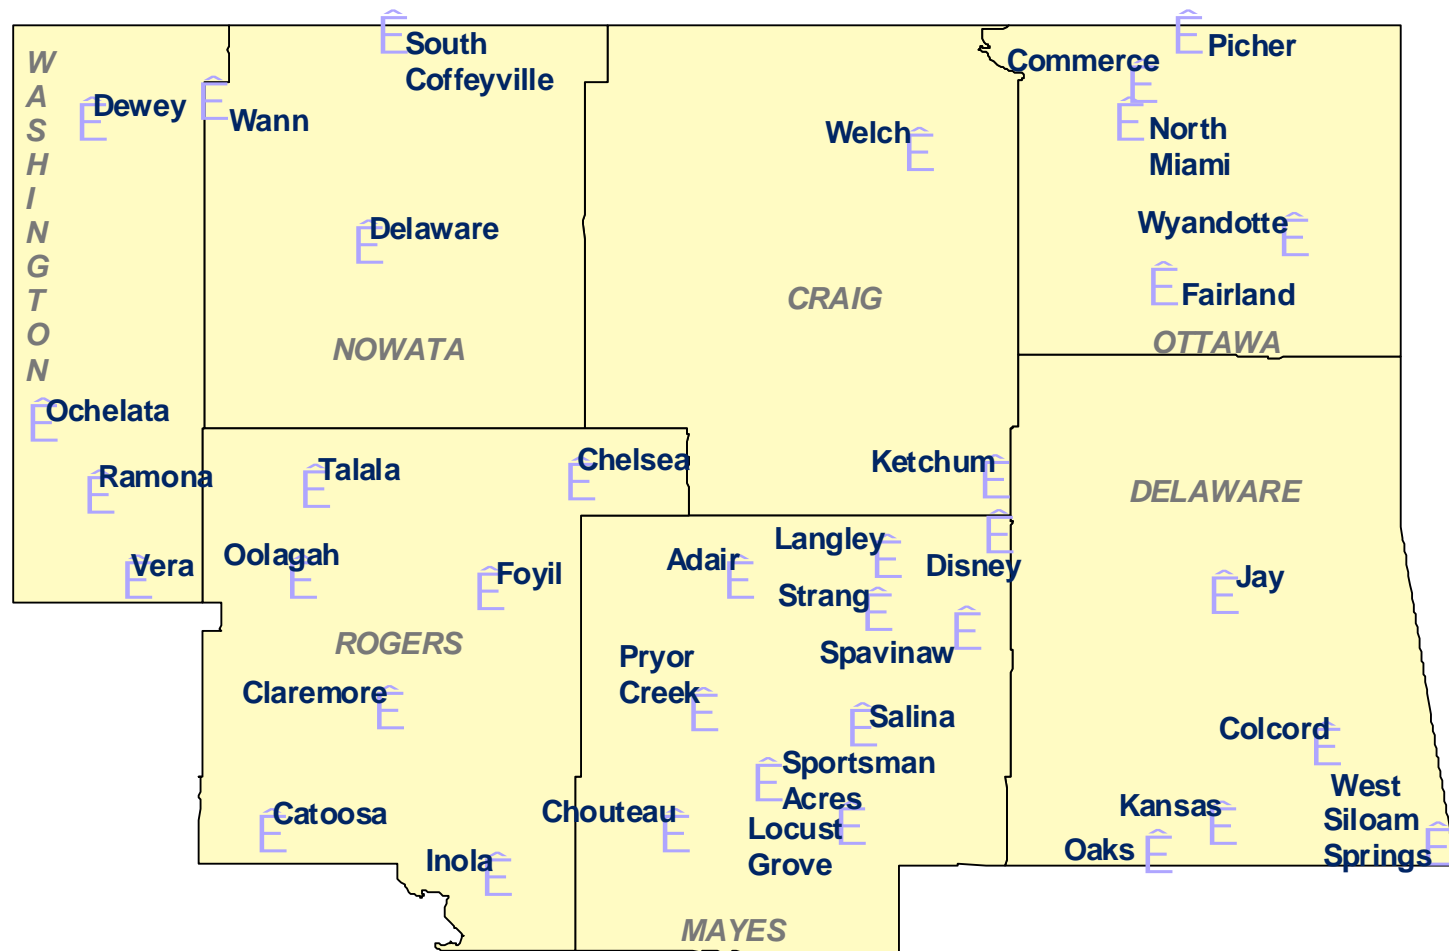 South
Coffeyville
Picher
Commerce
WASHINGTON
Dewey
Wann
Welch
North
Miami
Delaware
Wyandotte
CRAIG
Fairland
NOWATA
OTTAWA
Ochelata
Ramona
Talala
Chelsea
Ketchum
DELAWARE
Vera
Oolagah
Foyil
Adair
Langley
Disney
Jay
Strang
ROGERS
Spavinaw
Pryor
Creek
Claremore
Salina
Colcord
Sportsman
Acres
West
Siloam
Springs
Catoosa
Chouteau
Locust
Grove
Kansas
Oaks
Inola
MAYES